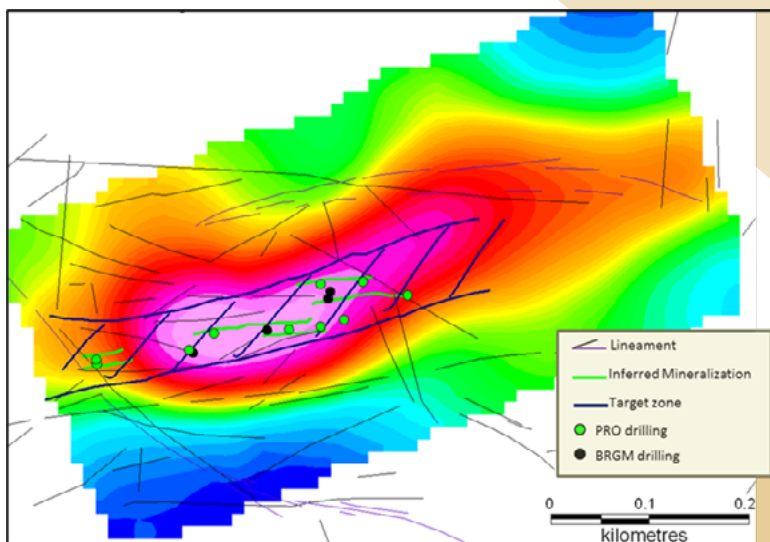 Lineament
Inferred Mineralization
Target zone
PRO drilling
BRGM drilling
0 0.1 0.2
kilometres